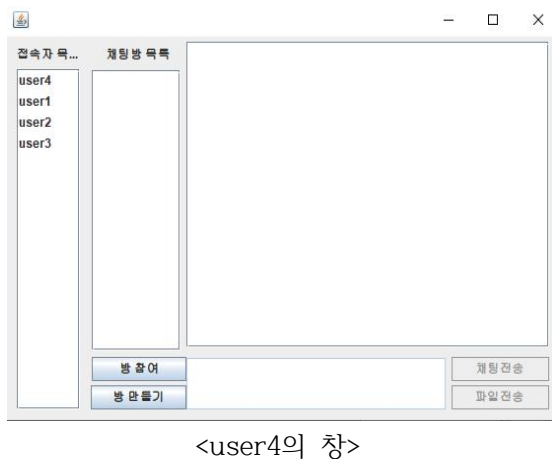 접속자 목...
채팅방 목록
user4
user1
user2
user3
방 참여
채팅전송
방 만들기
파일전송
<user4의 창>